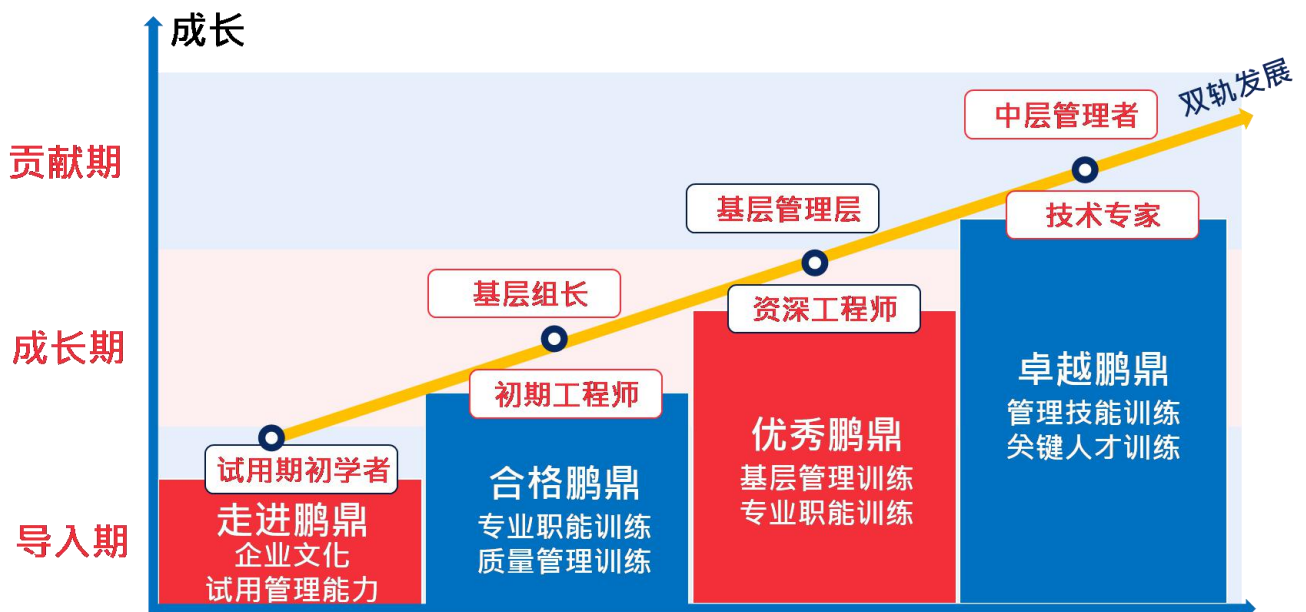 成长
双轨发展
贡献期
成长期
导入期
中层管理者
技术专家
基层管理层
资深工程师
基层组长
初期工程师
试用期初学者
走进鹏鼎
企业文化
试用管理能力
合格鹏鼎
专业职能训练
质量管理训练
优秀鹏鼎
基层管理训练
专业职能训练
卓越鹏鼎
管理技能训练
关键人才训练